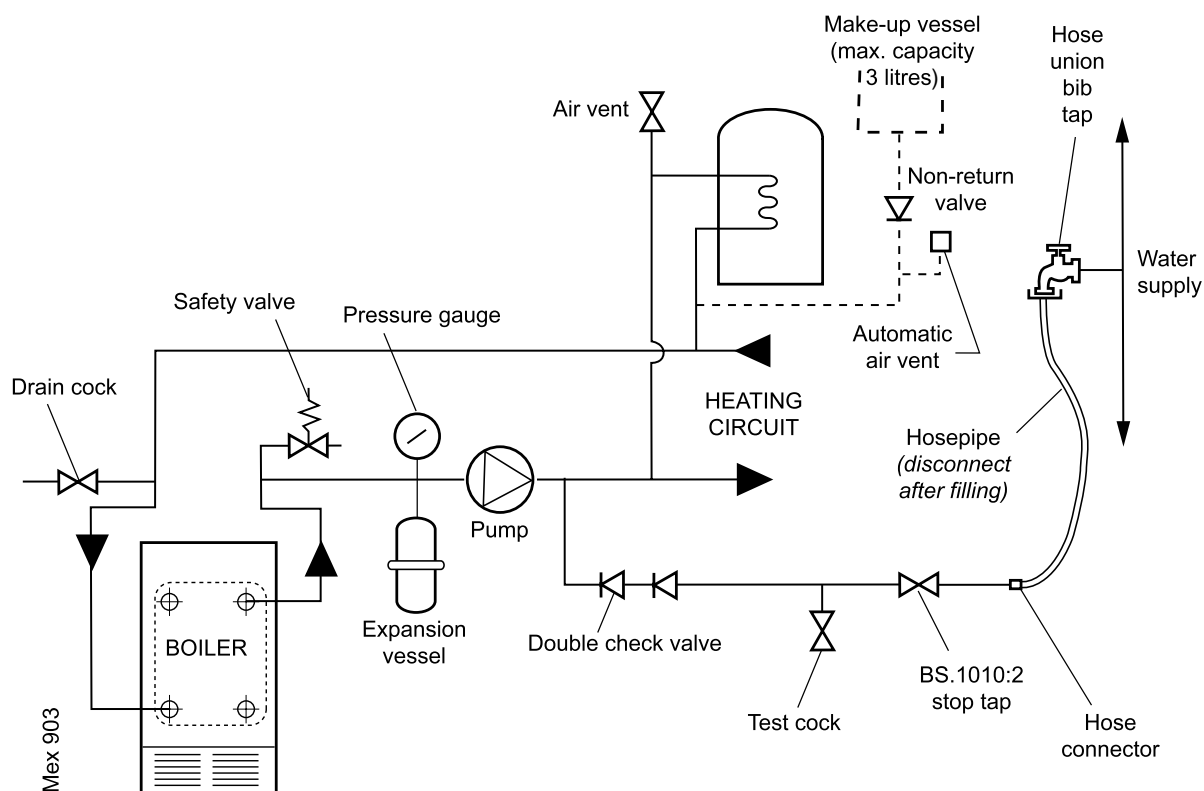 Make-up vessel
(max. capacity
3 litres)
Hose
union
bib
tap
Air vent
Non-return
valve
Water
supply
Safety valve
Pressure gauge
Automatic
air vent
Drain cock
HEATING
CIRCUIT
Hosepipe
(disconnect
after filling)
Pump
Expansion
vessel
Double check valve
BOILER
BS.1010:2
stop tap
Test cock
Hose
connector
Mex 903